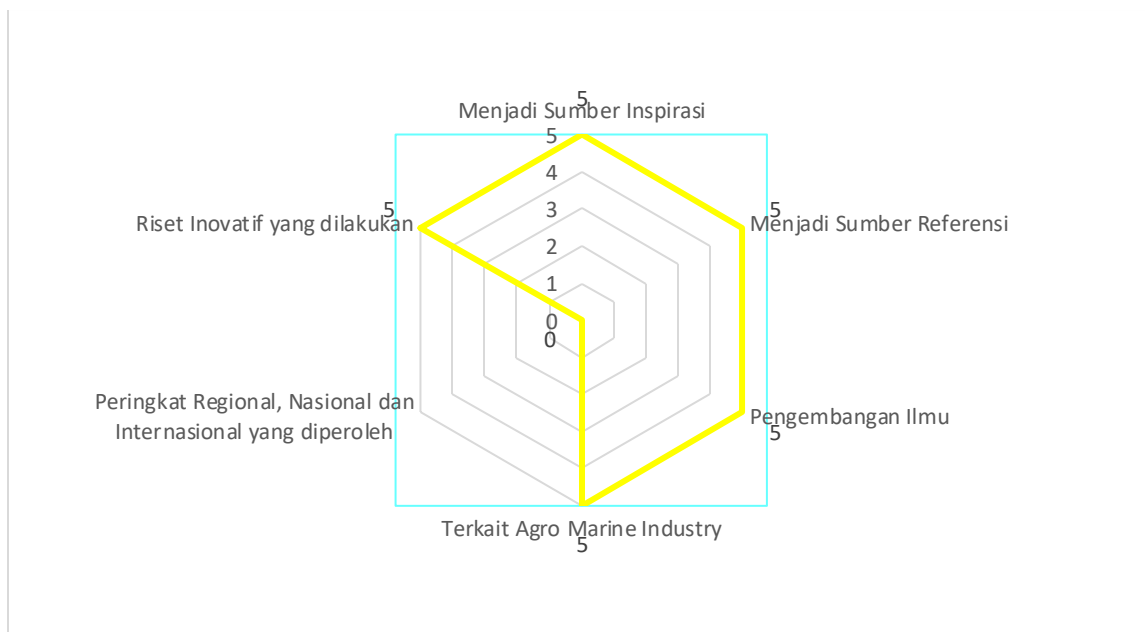 5
Menjadi Sumber Inspirasi
5
4
3
2
1
0
0
5
Menjadi Sumber Referensi
5
Riset Inovatif yang dilakukan
Peringkat Regional, Nasional dan
Internasional yang diperoleh
Pengembangan Ilmu
5
Terkait Agro Marine Industry
5